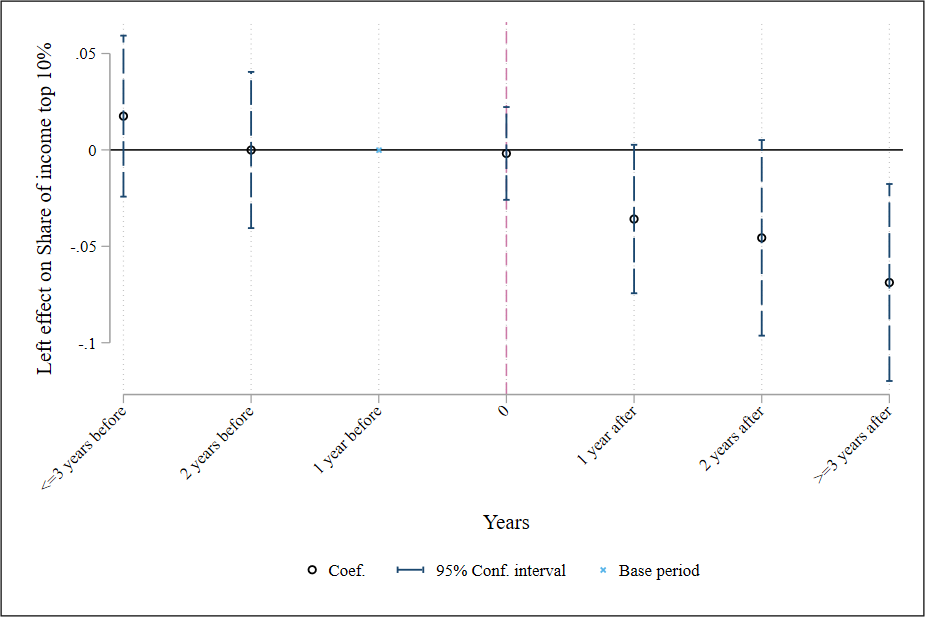 Left effect on Share of income top 10%
.05
0
-.05
-.1
<=3 years before
2 years before
1 year before
0
1 year after
2 years after
>=3 years after
Years
Coef.
95% Conf. interval
Base period